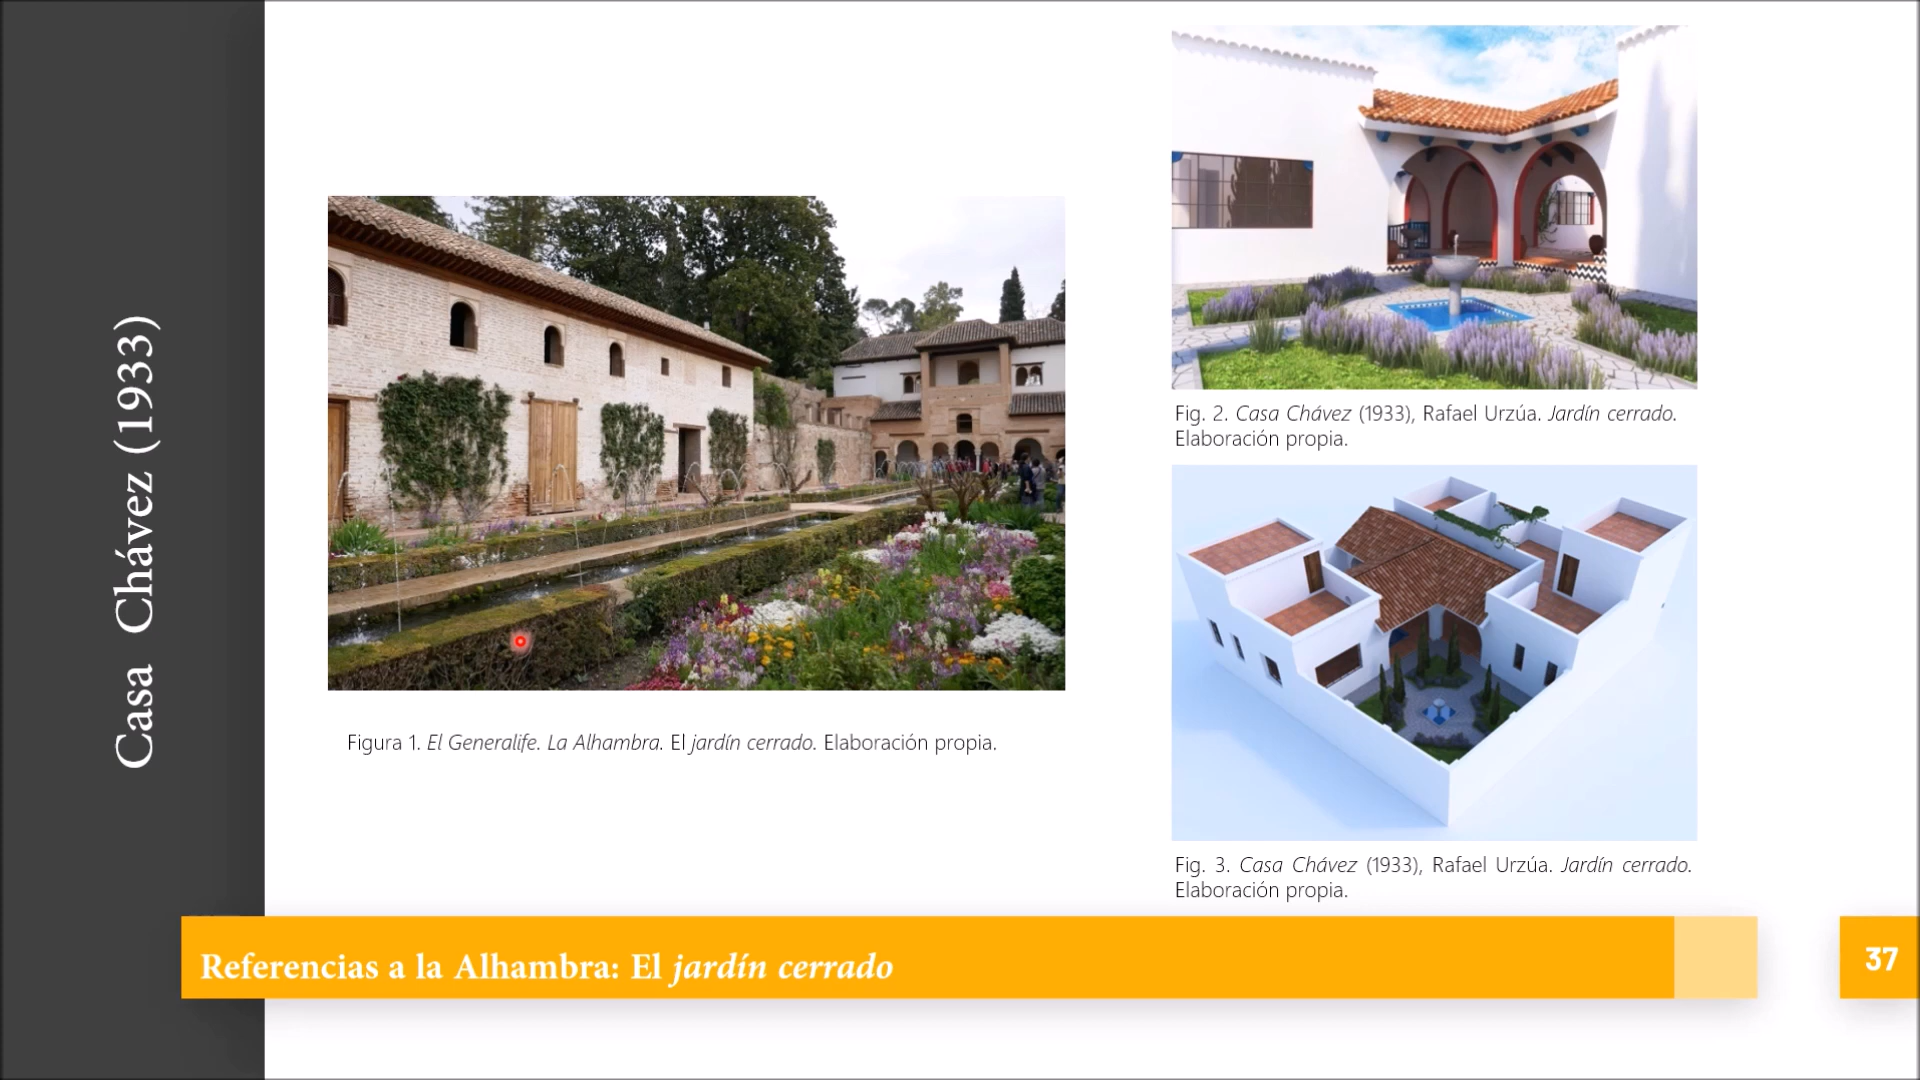 Casa Chávez (1933)
Figura 1. El Generalife. La Alhambra. El jardín cerrado. Elaboración propia.
Fig. 2. Casa Chávez (1933), Rafael Urzúa. Jardín cerrado.
Elaboración propia.
Fig. 3. Casa Chávez (1933), Rafael Urzúa. Jardín cerrado.
Elaboración propia.
Referencias a la Alhambra: El jardín cerrado
37